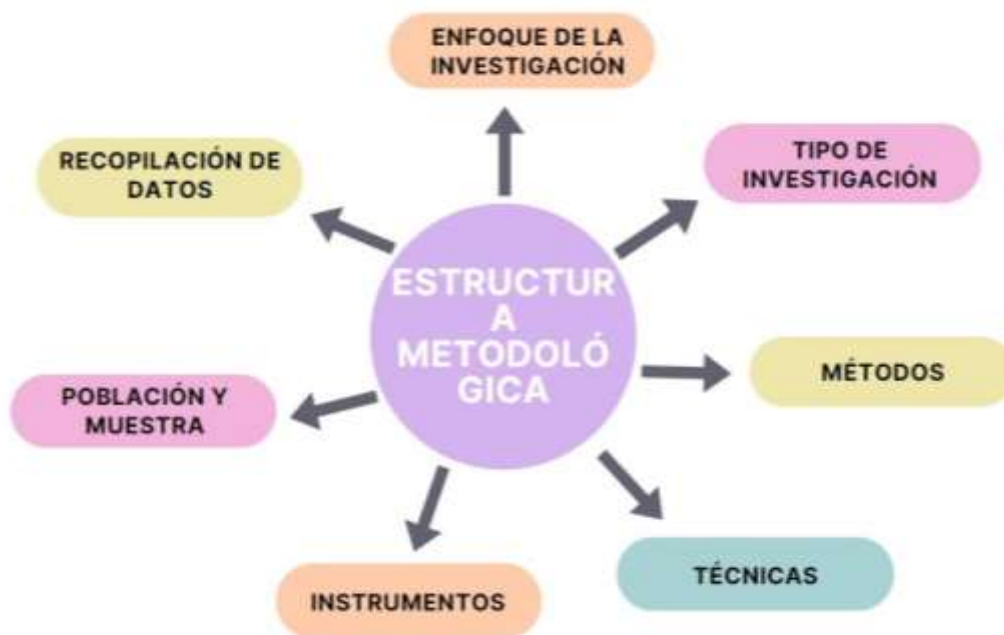 ENFOQUE DE LA
INVESTIGACIÓN
TIPO DE
INVESTIGACIÓN
RECOPILACIÓN DE
DATOS
ESTRUCTUR
A
METODOLÓ
GICA
MÉTODOS
POBLACIÓN Y
MUESTRA
TÉCNICAS
INSTRUMENTOS